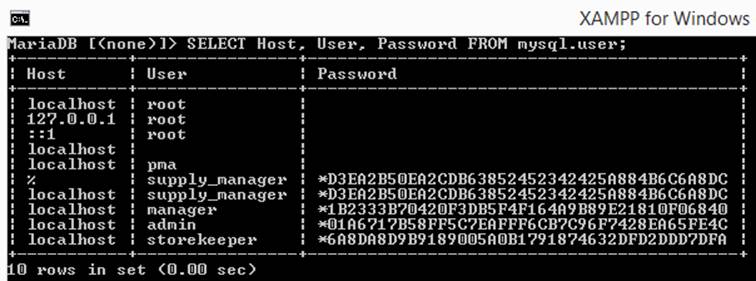 XAMPP for Windows
MariaDB [(none)]> SELECT Host, User, Password FROM mysql.user;
| Host | User | Password |
| localhost | root | |
| 127.0.0.1 | root | |
| ::1 | root | |
| localhost | | |
| localhost | pma | |
| % | supply_manager | *D3EA2B50EA2CDB63852452342425A884B6C6A8DC |
| localhost | supply_manager | *D3EA2B50EA2CDB63852452342425A884B6C6A8DC |
| localhost | manager | *1B2333B70420F3DB5F4F164A9B89E21810F06840 |
| localhost | admin | *01A6717B58FF5C7EAFFF6CB7C96F7428EA65FE4C |
| localhost | storekeeper | *6A8DA8D9B9189005A0B1791874632DFD2DDD7DFA |
10 rows in set (0.00 sec)